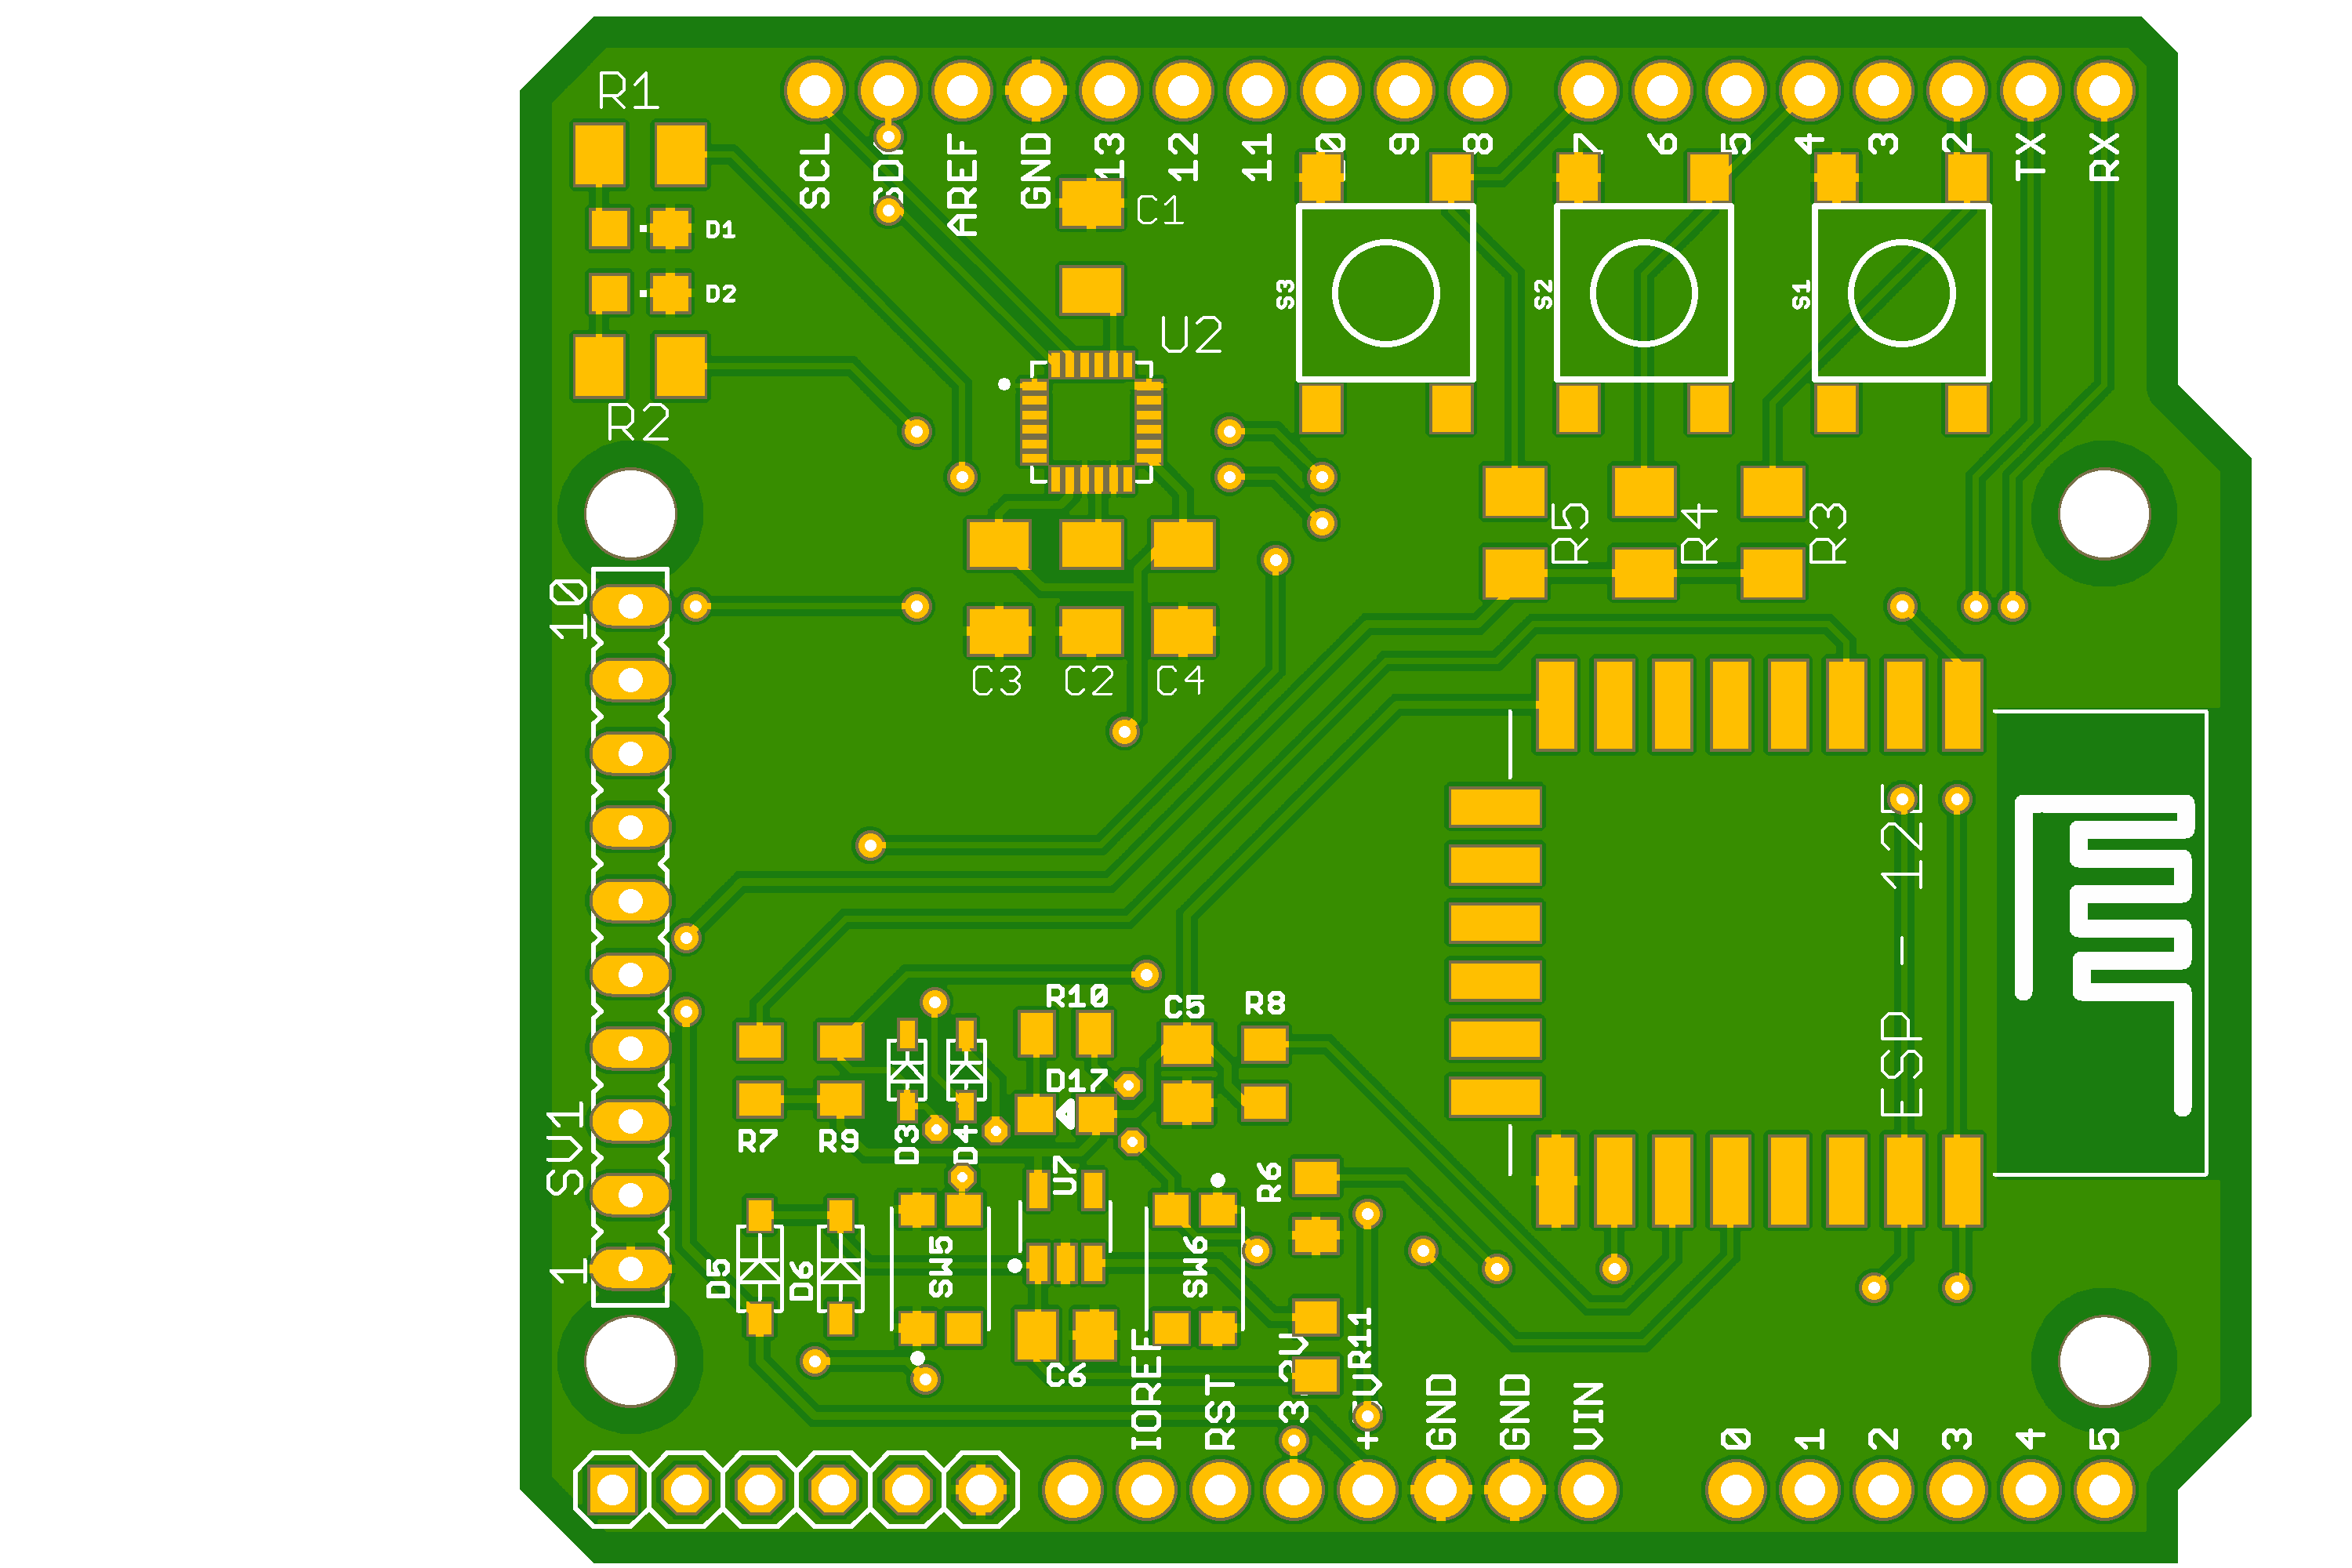 R1
SCL
SDA
AREF
GND
13
12
11
10
9
8
7
6
5
4
3
2
TX
RX
C1
D1
D2
U2
S3
S2
S1
R2
R5
R4
R3
10
C3
C2
C4
ESP - 12E
R10
C5
R8
D17
R7
R9
D3
D4
U7
R6
SV1
1
D5
D6
SW5
SW6
C6
R11
IOREF
RST
GND
GND
VIN
0
1
2
3
4
5